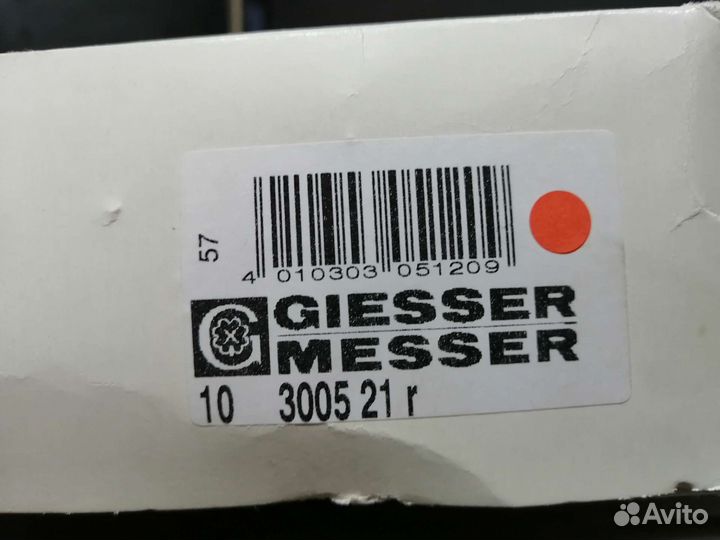 57
4 010303 051209
GIESSER
MESSER
10 3005 21 r
Avito